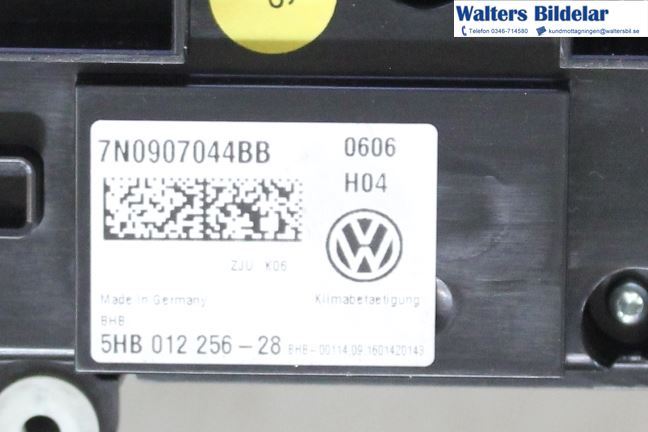 Walters Bildelar
Telefon 0346-714580 kundmottagningen@waltersbil.se
7N0907044BB 0606
H04
ZJU K06
Made in Germany Klimabetaetigung
BHB
5HB 012 256-28 BHB-00114.09.1601420143